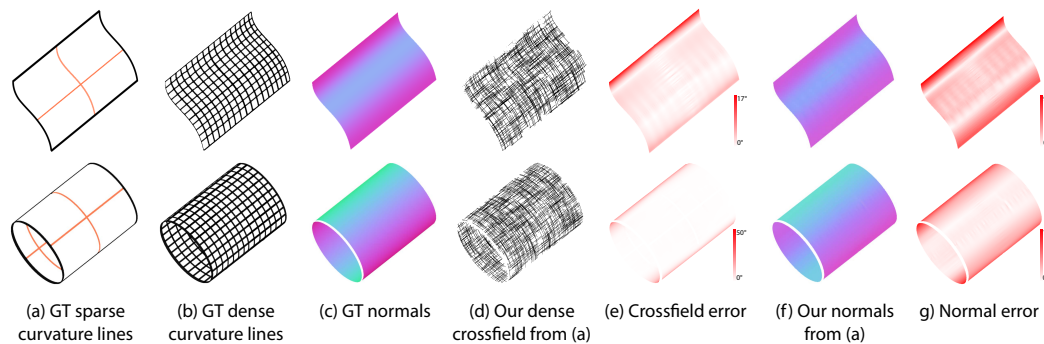 17°
0°
50°
0°
(a) GT sparse
curvature lines
(b) GT dense
curvature lines
(c) GT normals
(d) Our dense
crossfield from (a)
(e) Crossfield error
(f) Our normals
from (a)
g) Normal error